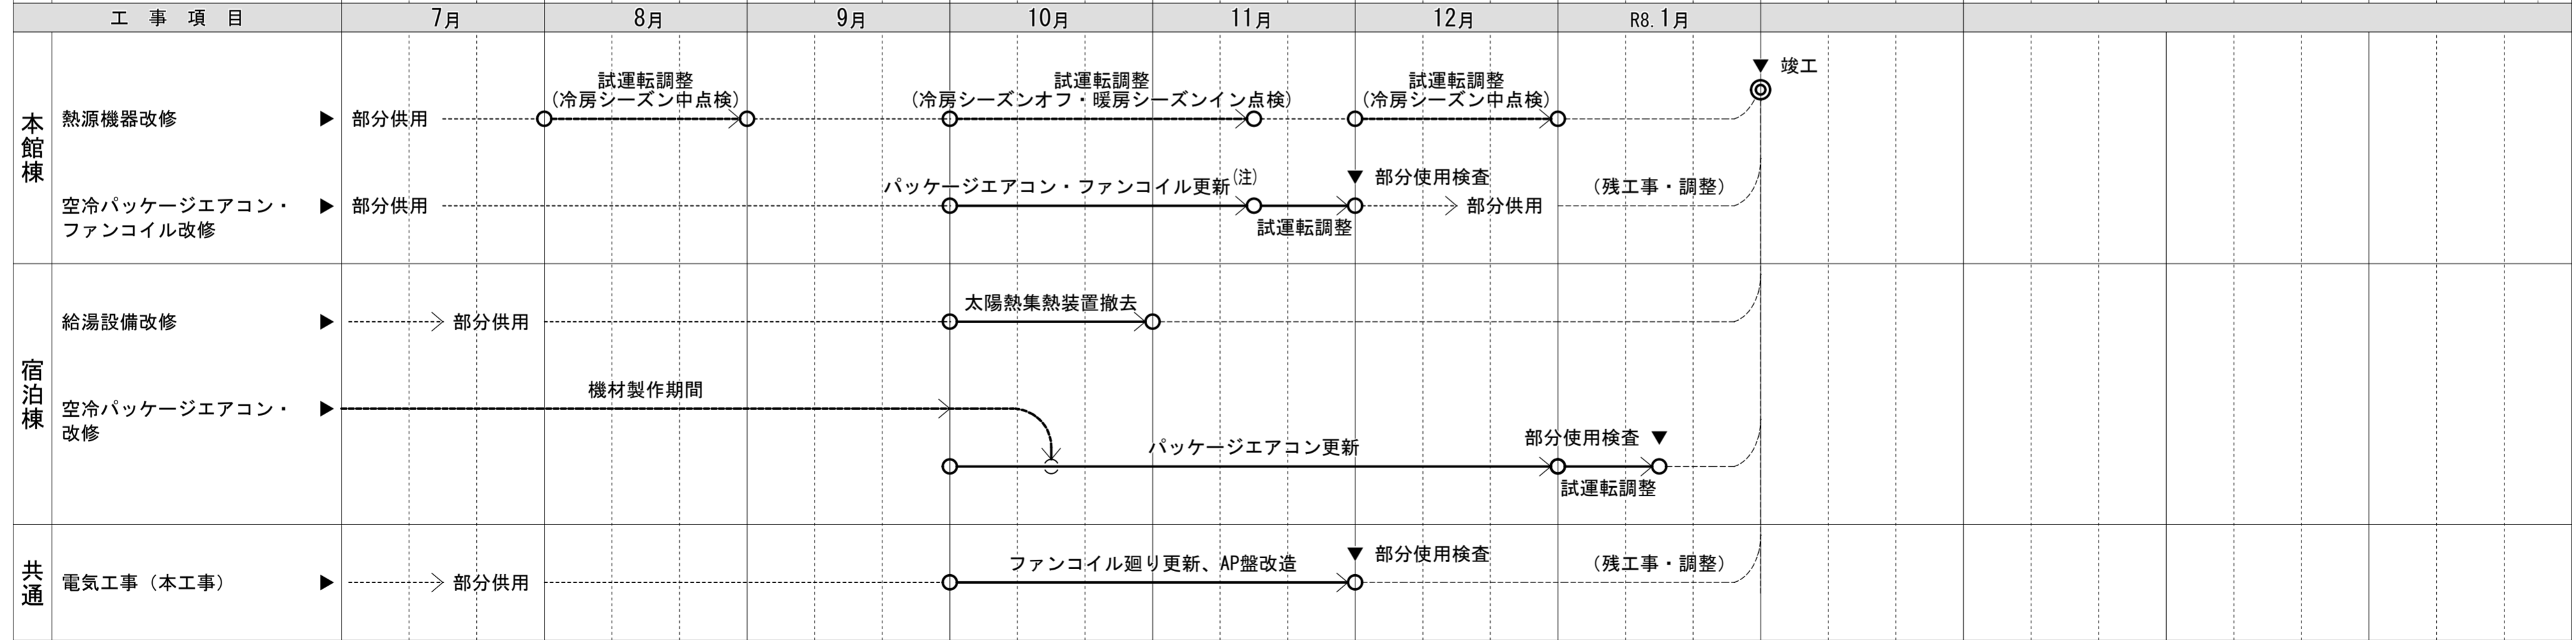 工 事 項 目
7月
8月
9月
10月
11月
12月
R8.1月
本館棟
熱源機器改修
部分供用
試運転調整
(冷房シーズン中点検)
試運転調整
(冷房シーズンオフ・暖房シーズンイン点検)
試運転調整
(冷房シーズン中点検)
竣工
空冷パッケージエアコン・
ファンコイル改修
部分供用
パッケージエアコン・ファンコイル更新(注)
試運転調整
部分使用検査
部分供用
(残工事・調整)
宿泊棟
給湯設備改修
部分供用
太陽熱集熱装置撤去
空冷パッケージエアコン・
改修
機材製作期間
パッケージエアコン更新
部分使用検査
試運転調整
共通
電気工事(本工事)
部分供用
ファンコイル廻り更新、AP盤改造
部分使用検査
(残工事・調整)